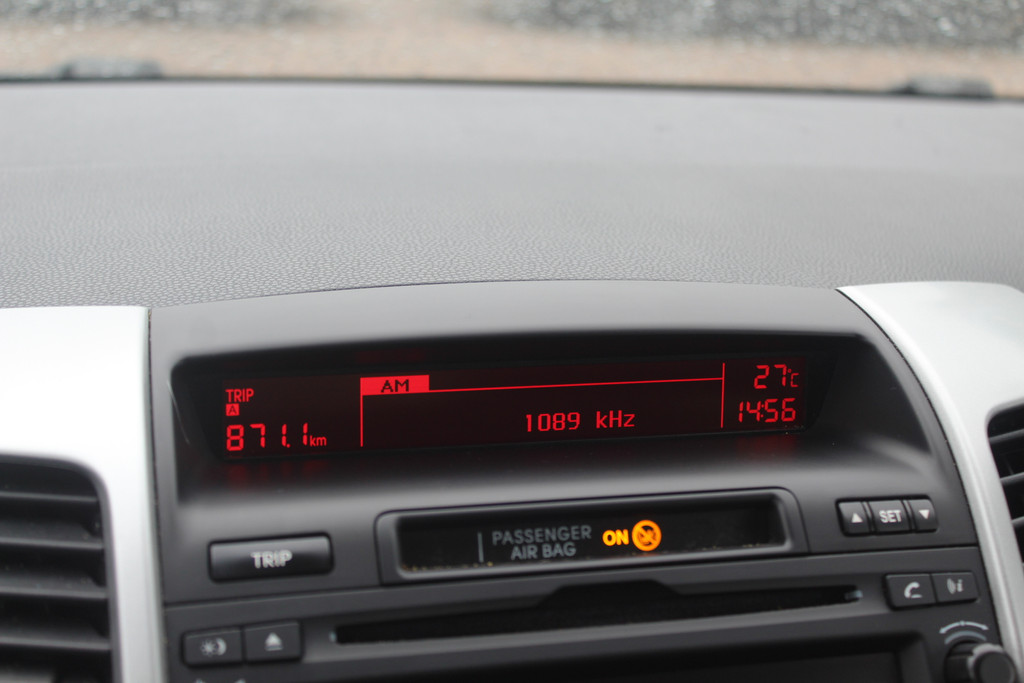 TRIP
A
871.1 km
AM
1089 kHz
27°C
14:56
PASSENGER
AIR BAG
ON
SET
TRIP